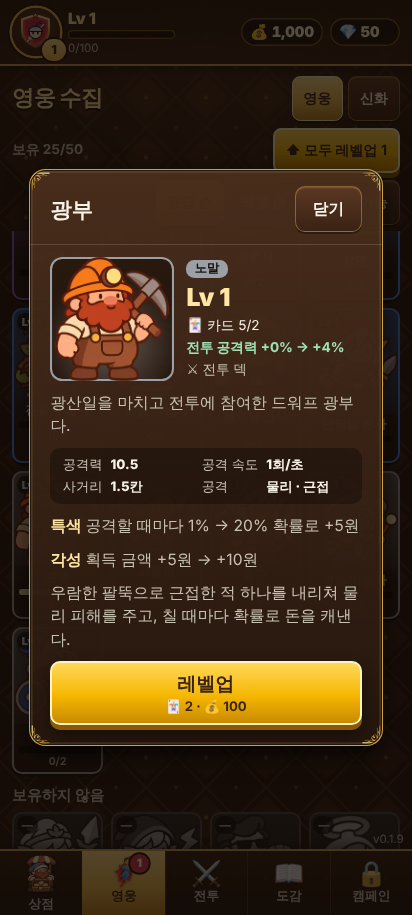 Lv 1
1
0/100
1,000
50
영웅 수집
영웅
신화
보유 25/50
모두 레벨업 1
광부
닫기
노말
Lv 1
카드 5/2
전투 공격력 +0% → +4%
전투 덱
광산일을 마치고 전투에 참여한 드워프 광부
다.
공격력 10.5 공격 속도 1회/초
사거리 1.5칸 공격 물리 · 근접
특색 공격할 때마다 1% → 20% 확률로 +5원
각성 획득 금액 +5원 → +10원
우람한 팔뚝으로 근접한 적 하나를 내리쳐 물
리 피해를 주고, 칠 때마다 확률로 돈을 캐낸
다.
레벨업
2 · 100
0/2
보유하지 않음
v0.1.9
1
상점
영웅
전투
도감
캠페인